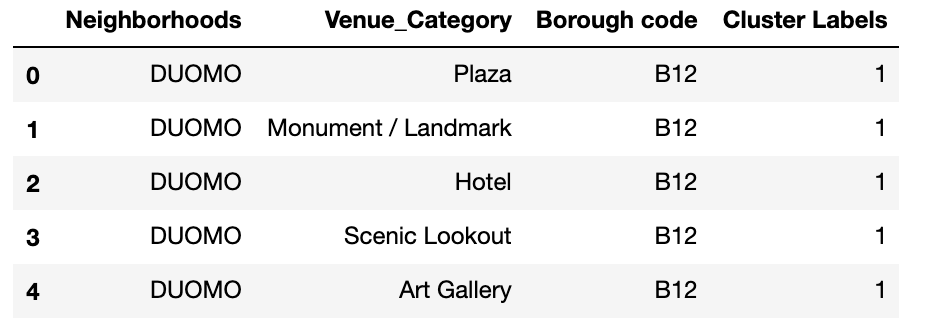 Neighborhoods Venue_Category Borough code Cluster Labels
0 DUOMO Plaza B12 1
1 DUOMO Monument / Landmark B12 1
2 DUOMO Hotel B12 1
3 DUOMO Scenic Lookout B12 1
4 DUOMO Art Gallery B12 1